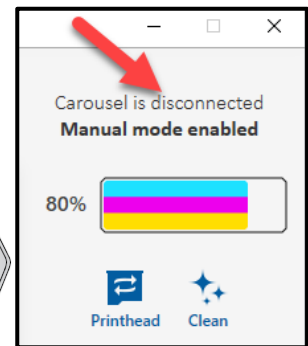 Carousel is disconnected
Manual mode enabled
80%
Printhead Clean